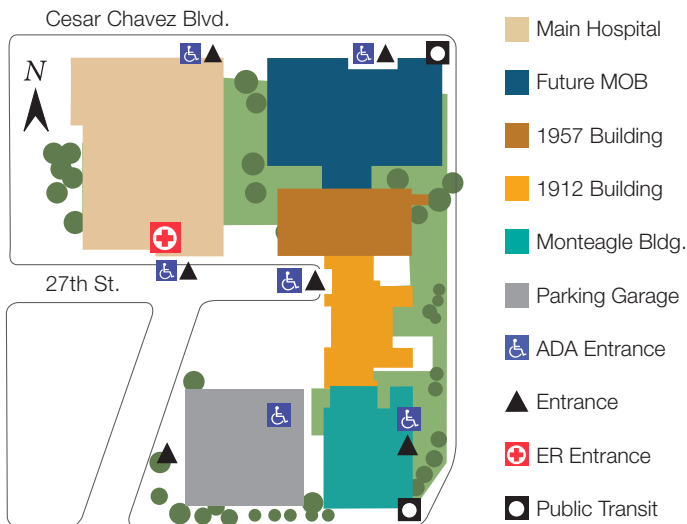 Cesar Chavez Blvd.
N
27th St.
Main Hospital
Future MOB
1957 Building
1912 Building
Monteagle Bldg.
Parking Garage
ADA Entrance
Entrance
ER Entrance
Public Transit